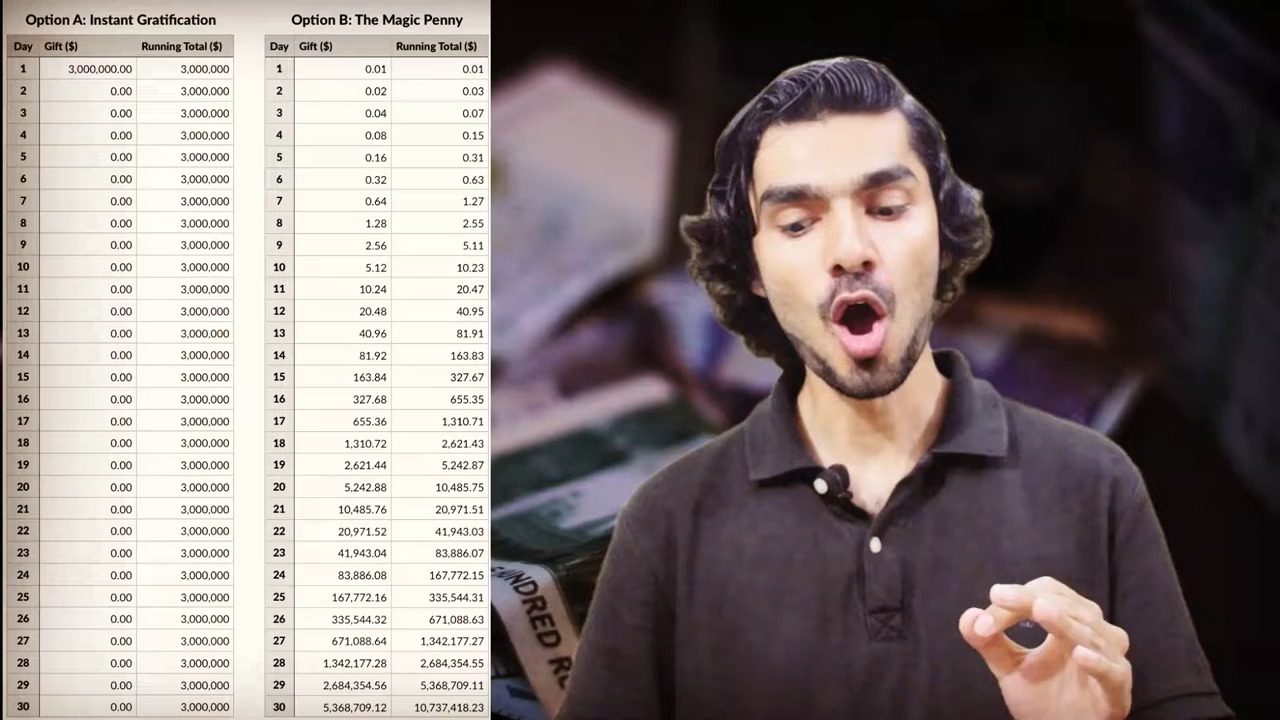 Option A: Instant Gratification
Day Gift ($) Running Total ($)
1 3,000,000.00 3,000,000
2 0.00 3,000,000
3 0.00 3,000,000
4 0.00 3,000,000
5 0.00 3,000,000
6 0.00 3,000,000
7 0.00 3,000,000
8 0.00 3,000,000
9 0.00 3,000,000
10 0.00 3,000,000
11 0.00 3,000,000
12 0.00 3,000,000
13 0.00 3,000,000
14 0.00 3,000,000
15 0.00 3,000,000
16 0.00 3,000,000
17 0.00 3,000,000
18 0.00 3,000,000
19 0.00 3,000,000
20 0.00 3,000,000
21 0.00 3,000,000
22 0.00 3,000,000
23 0.00 3,000,000
24 0.00 3,000,000
25 0.00 3,000,000
26 0.00 3,000,000
27 0.00 3,000,000
28 0.00 3,000,000
29 0.00 3,000,000
30 0.00 3,000,000
Option B: The Magic Penny
Day Gift ($) Running Total ($)
1 0.01 0.01
2 0.02 0.03
3 0.04 0.07
4 0.08 0.15
5 0.16 0.31
6 0.32 0.63
7 0.64 1.27
8 1.28 2.55
9 2.56 5.11
10 5.12 10.23
11 10.24 20.47
12 20.48 40.95
13 40.96 81.91
14 81.92 163.83
15 163.84 327.67
16 327.68 655.35
17 655.36 1,310.71
18 1,310.72 2,621.43
19 2,621.44 5,242.87
20 5,242.88 10,485.75
21 10,485.76 20,971.51
22 20,971.52 41,943.03
23 41,943.04 83,886.07
24 83,886.08 167,772.15
25 167,772.16 335,544.31
26 335,544.32 671,088.63
27 671,088.64 1,342,177.27
28 1,342,177.28 2,684,354.55
29 2,684,354.56 5,368,709.11
30 5,368,709.12 10,737,418.23